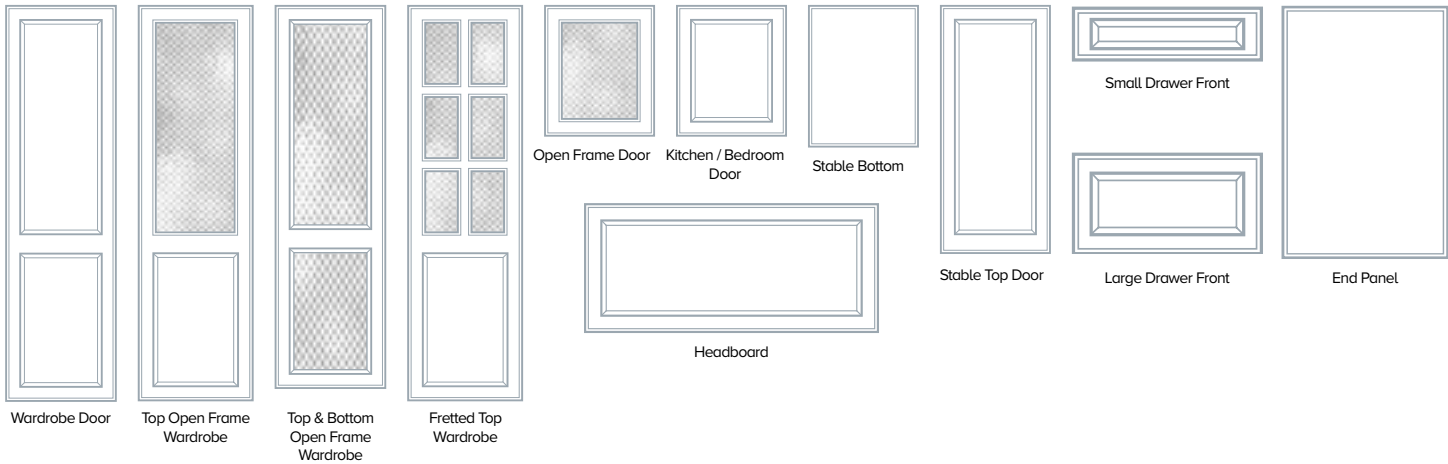 Small Drawer Front
Open Frame Door
Kitchen / Bedroom
Door
Stable Bottom
Stable Top Door
Large Drawer Front
End Panel
Headboard
Wardrobe Door
Top Open Frame
Wardrobe
Top & Bottom
Open Frame
Wardrobe
Fretted Top
Wardrobe